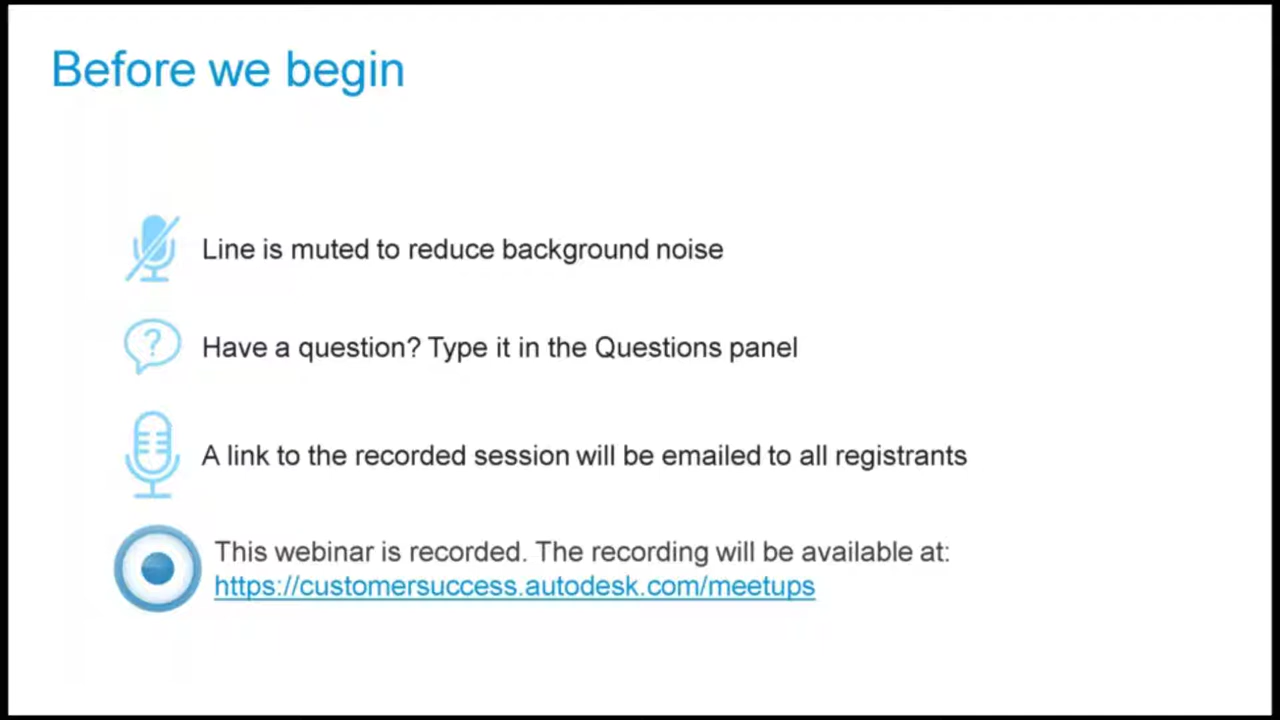 Before we begin
Line is muted to reduce background noise
Have a question? Type it in the Questions panel
A link to the recorded session will be emailed to all registrants
This webinar is recorded. The recording will be available at:
https://customersuccess.autodesk.com/meetups